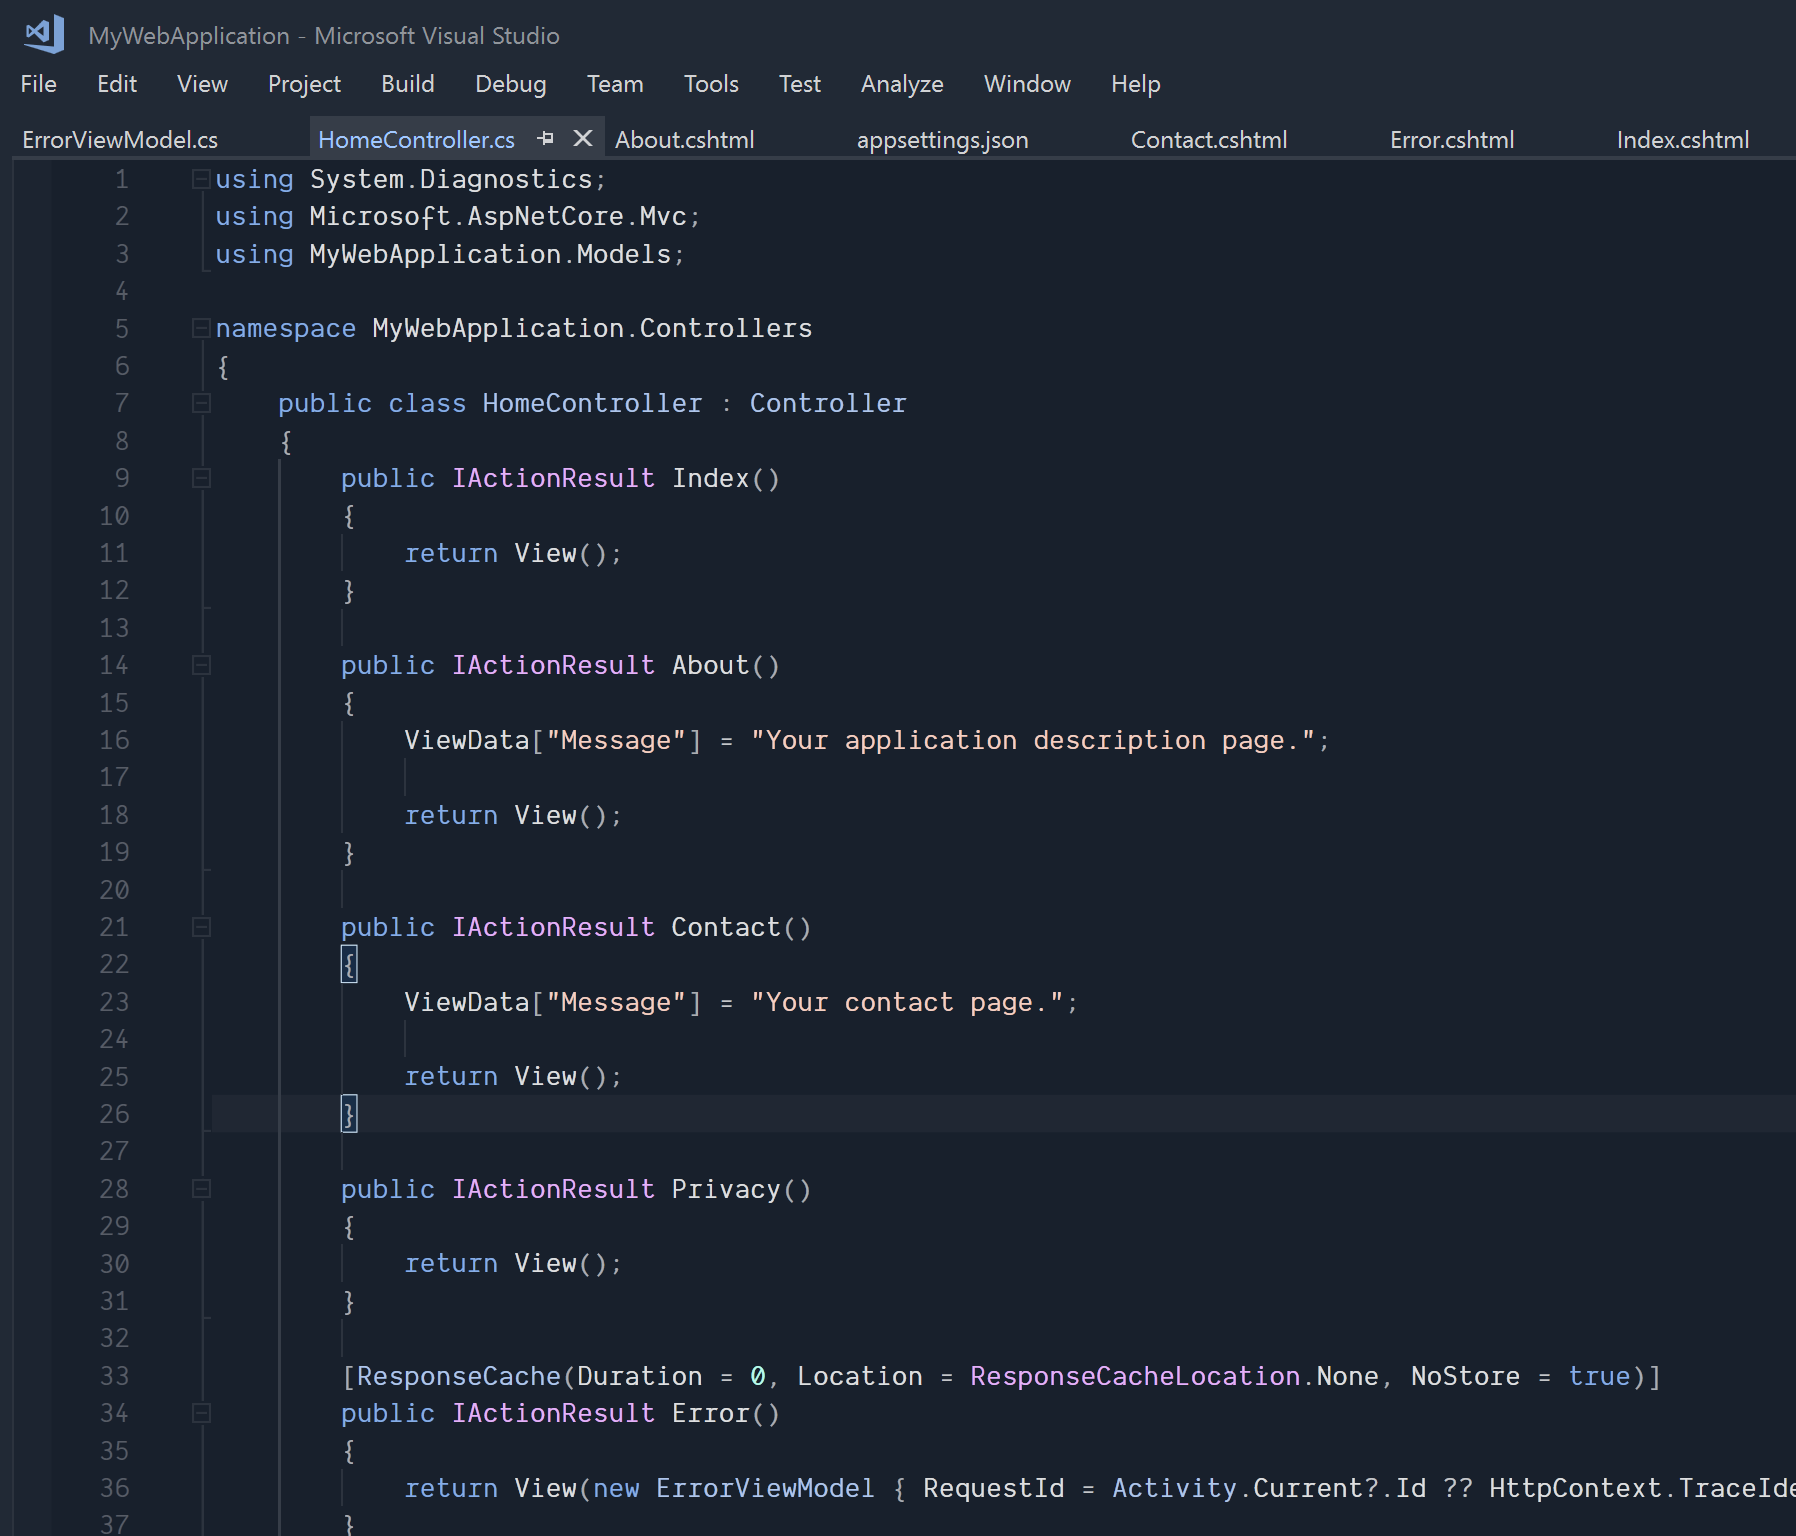 MyWebApplication - Microsoft Visual Studio
File Edit View Project Build Debug Team Tools Test Analyze Window Help
ErrorViewModel.cs HomeController.cs About.cshtml appsettings.json Contact.cshtml Error.cshtml Index.cshtml
1 using System.Diagnostics;
2 using Microsoft.AspNetCore.Mvc;
3 using MyWebApplication.Models;
4
5 namespace MyWebApplication.Controllers
6 {
7 public class HomeController : Controller
8 {
9 public IActionResult Index()
10 {
11 return View();
12 }
13
14 public IActionResult About()
15 {
16 ViewData["Message"] = "Your application description page.";
17
18 return View();
19 }
20
21 public IActionResult Contact()
22 {
23 ViewData["Message"] = "Your contact page.";
24
25 return View();
26 }
27
28 public IActionResult Privacy()
29 {
30 return View();
31 }
32
33 [ResponseCache(Duration = 0, Location = ResponseCacheLocation.None, NoStore = true)]
34 public IActionResult Error()
35 {
36 return View(new ErrorViewModel { RequestId = Activity.Current?.Id ?? HttpContext.TraceIde
37 }